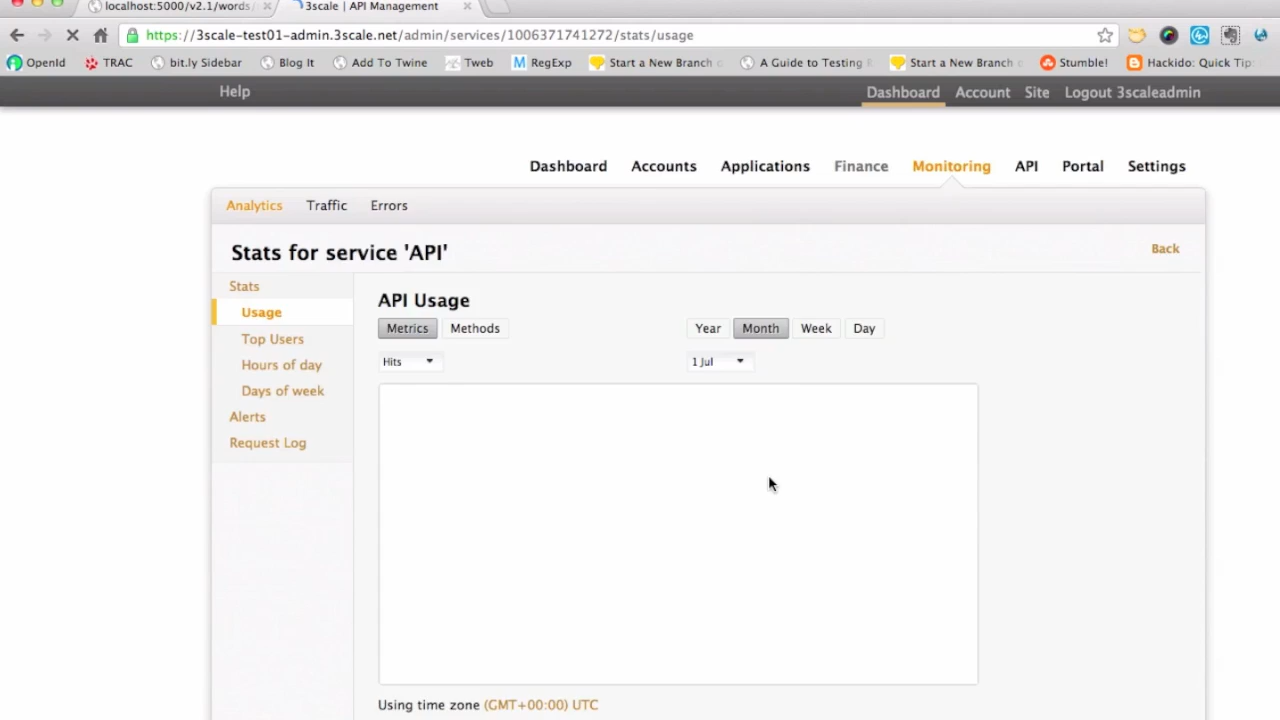 localhost:5000/v2.1/words/
3scale | API Management
https://3scale-test01-admin.3scale.net/admin/services/1006371741272/stats/usage
OpenId TRAC bit.ly Sidebar Blog It Add To Twine Tweb RegExp Start a New Branch A Guide to Testing Start a New Branch Stumble! Hackido: Quick Tip:
Help Dashboard Account Site Logout 3scaleadmin
Dashboard Accounts Applications Finance Monitoring API Portal Settings
Analytics Traffic Errors
Stats for service 'API' Back
Stats
Usage
Top Users
Hours of day
Days of week
Alerts
Request Log
API Usage
Metrics Methods Year Month Week Day
Hits 1 Jul
Using time zone (GMT+00:00) UTC